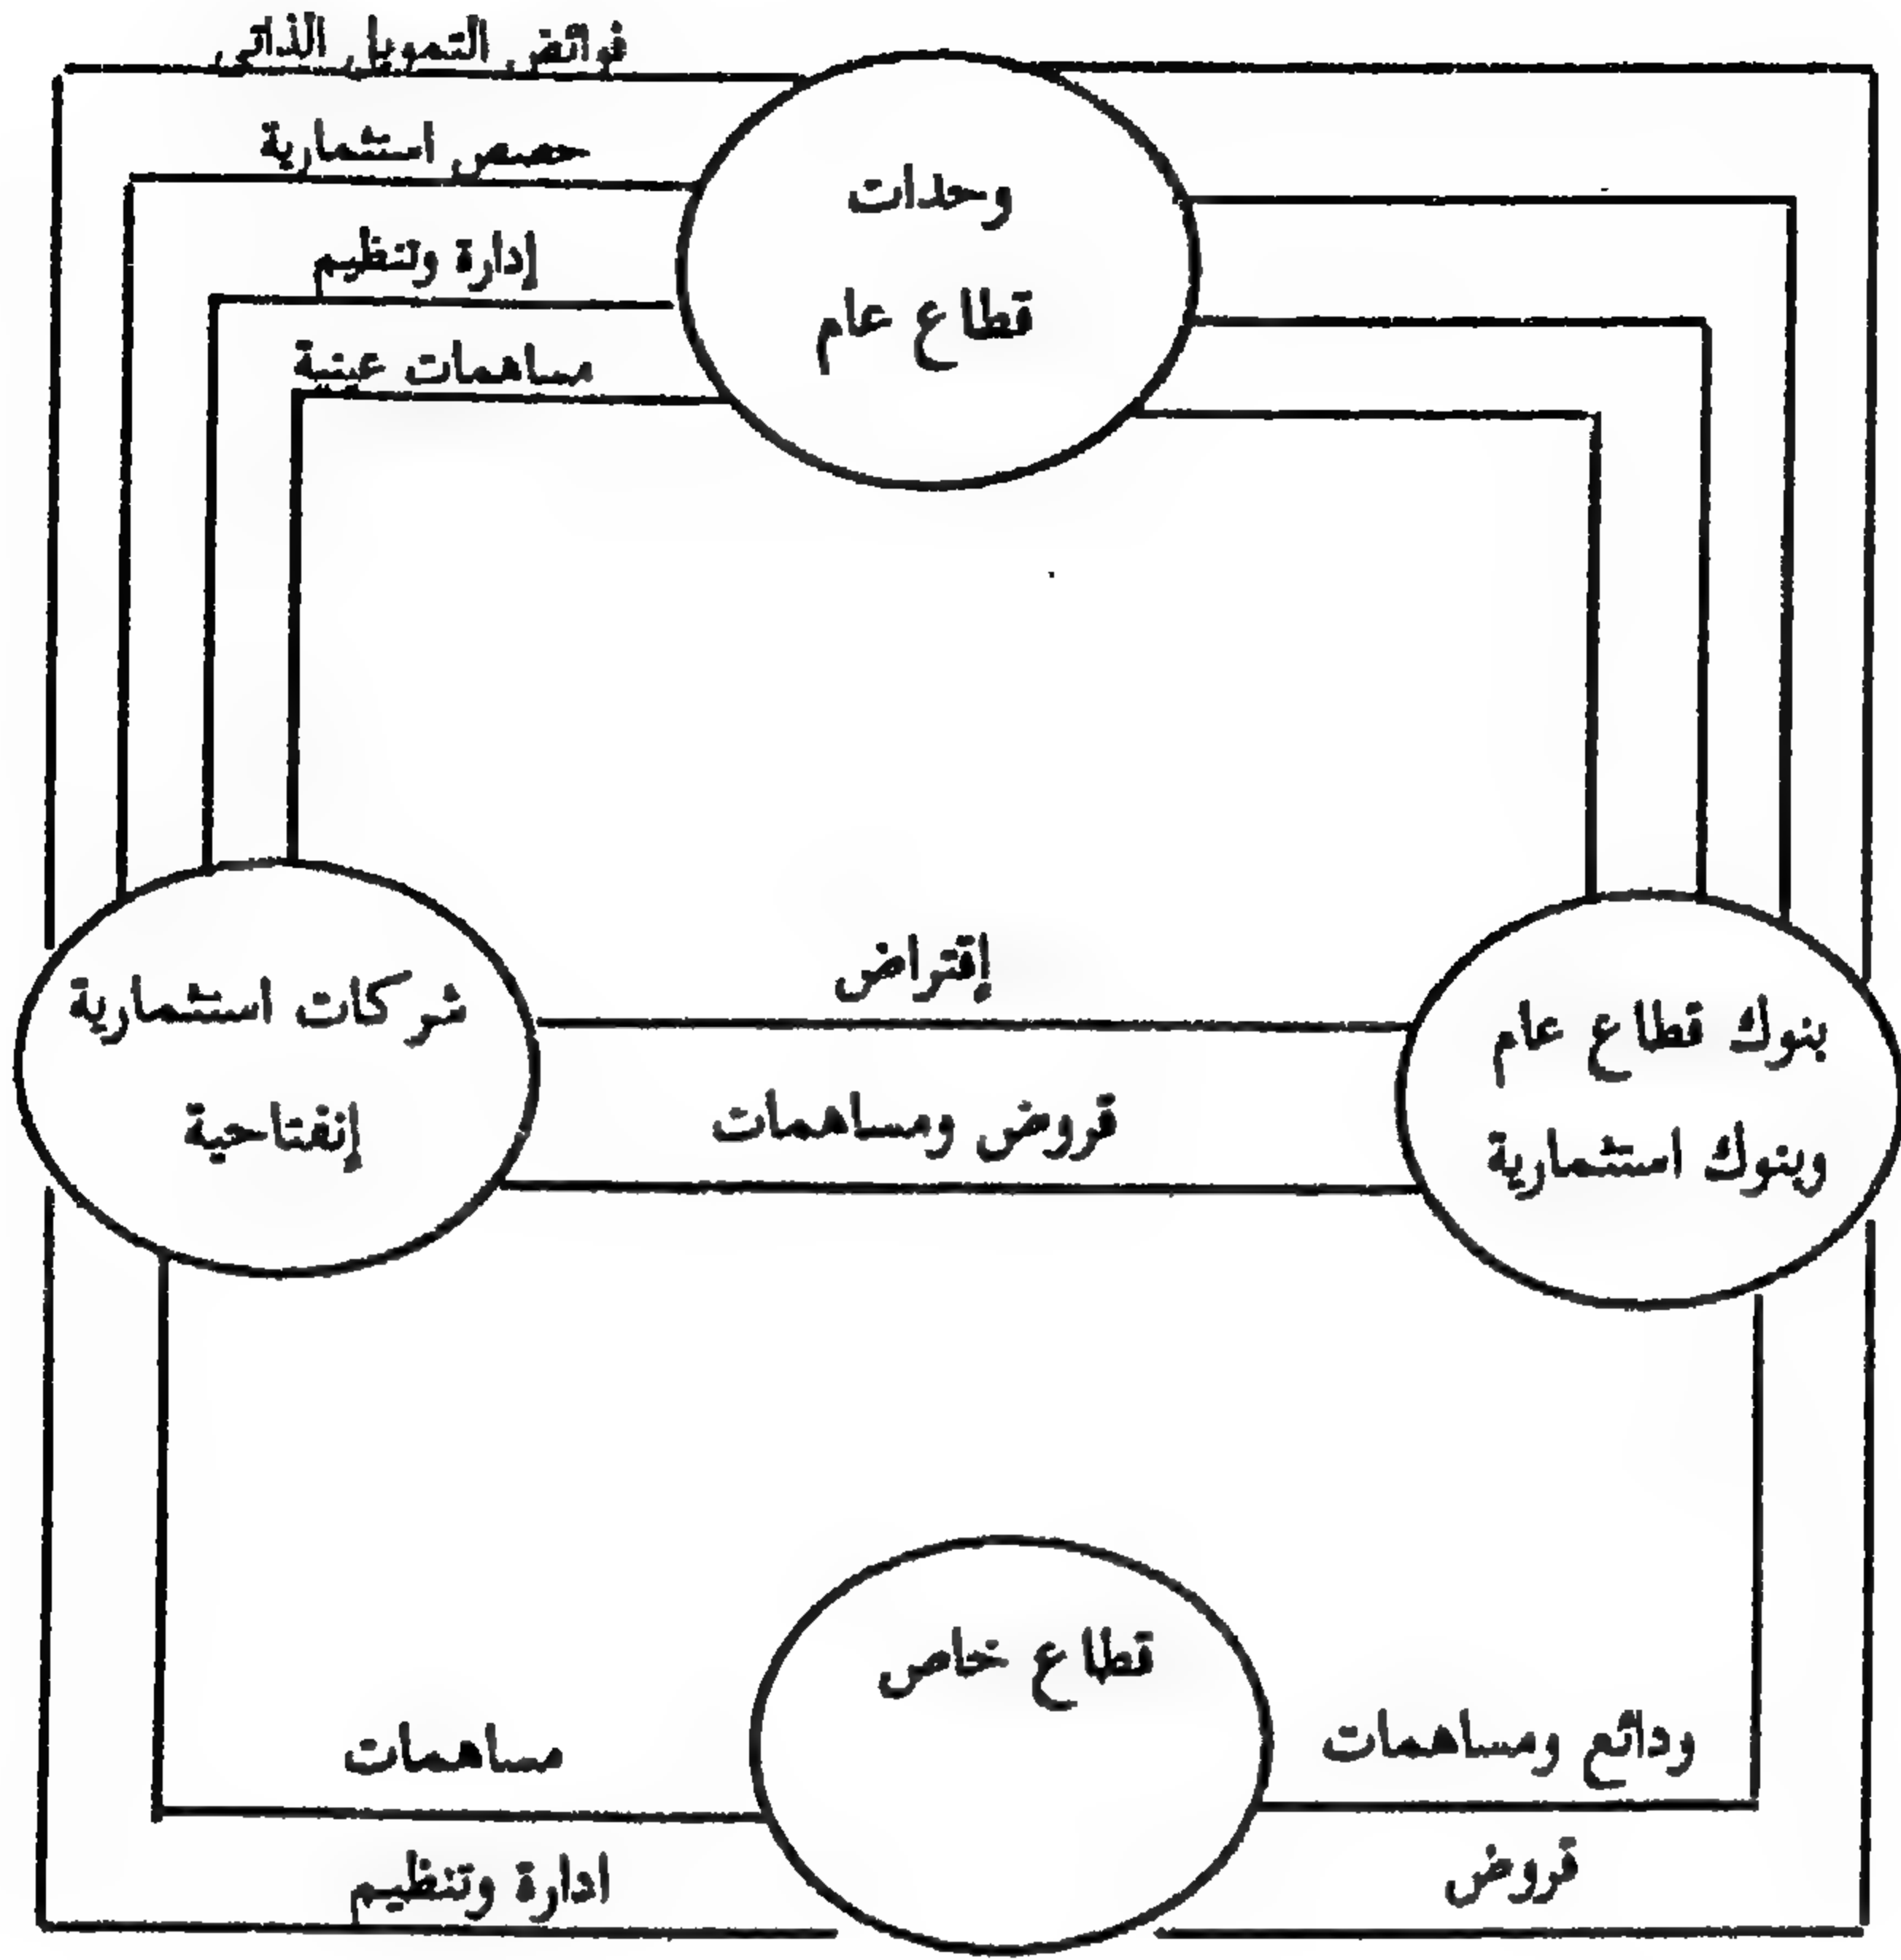 فوائض التمويل الذاتى
حصص استثمارية
وحدات
قطاع عام
إدارة وتنظيم
مساهمات عينية
إقتراض
شركات استثمارية
إنفتاحية
بنوك قطاع عام
وبنوك استثمارية
قروض ومساهمات
قطاع خاص
ودائع ومساهمات
مساهمات
قروض
ادارة وتنظيم